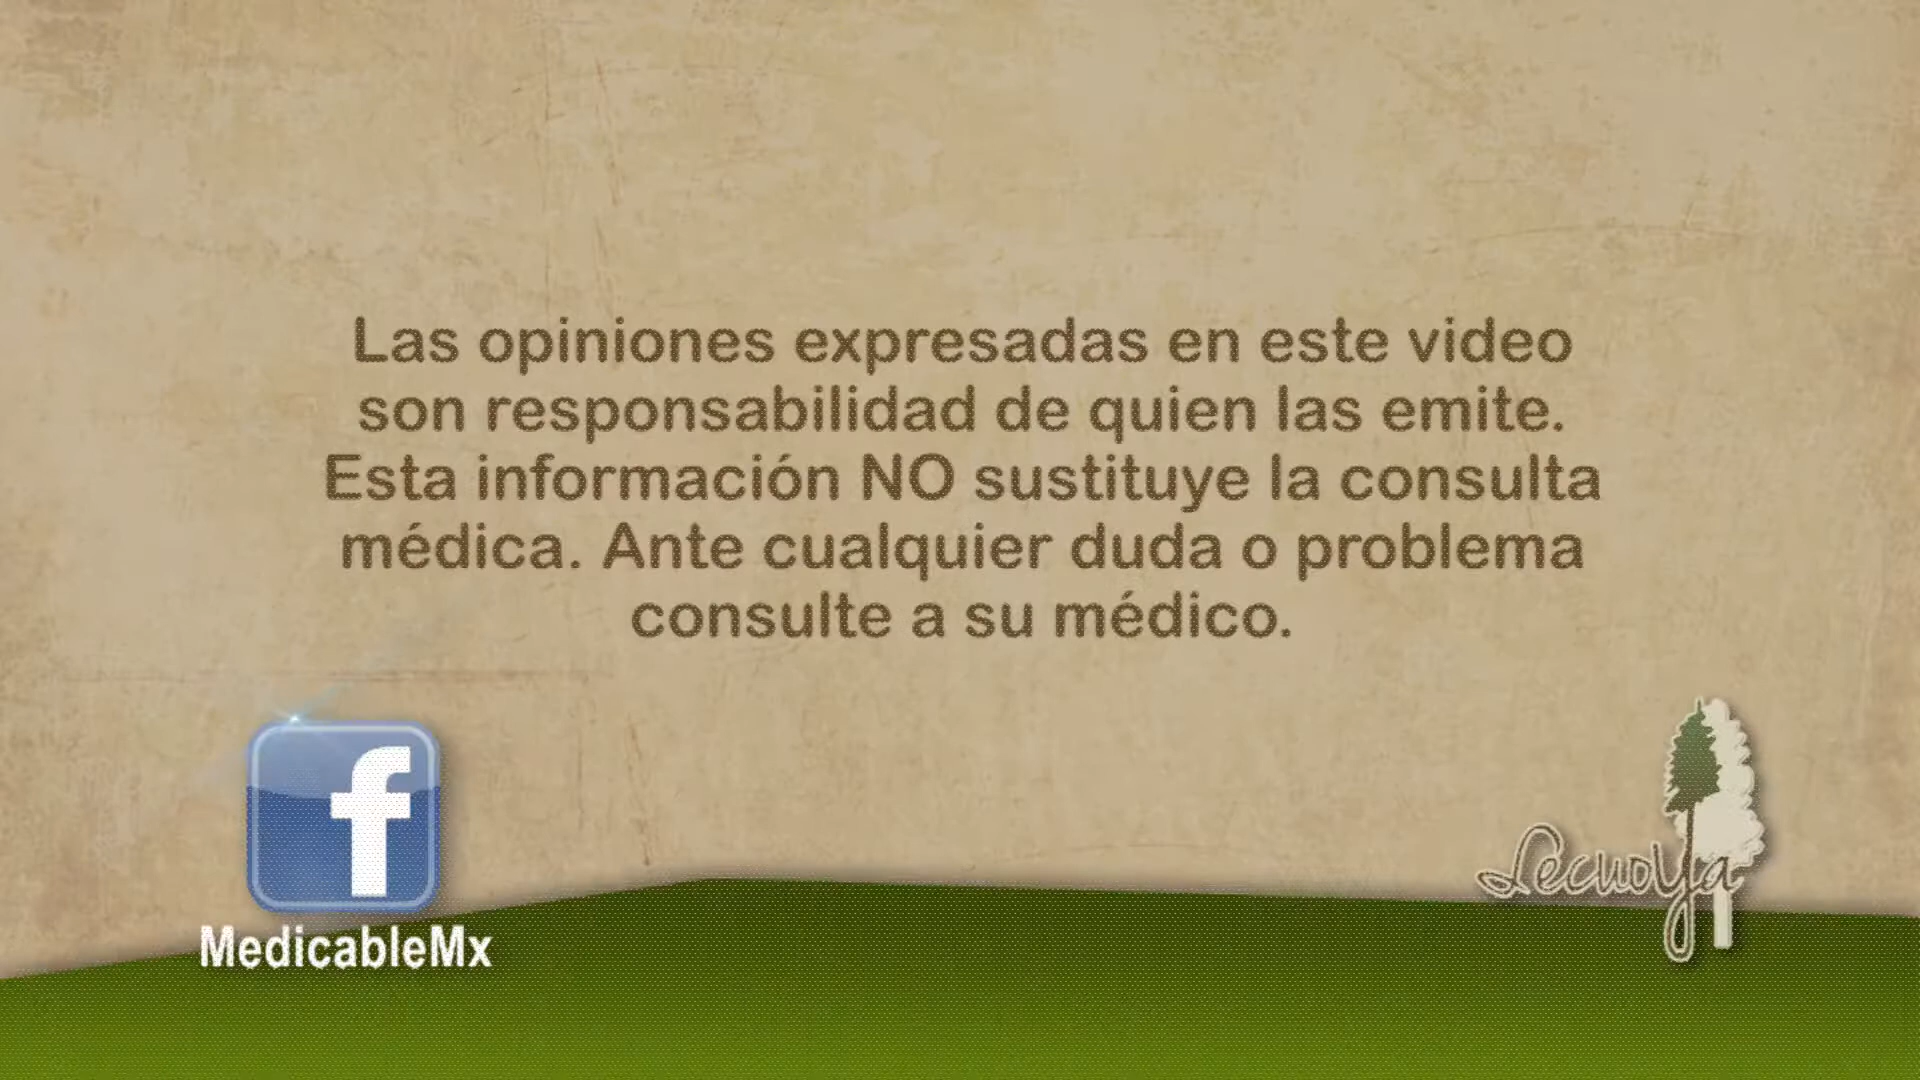 Las opiniones expresadas en este video
son responsabilidad de quien las emite.
Esta información NO sustituye la consulta
médica. Ante cualquier duda o problema
consulte a su médico.
f
MedicableMx